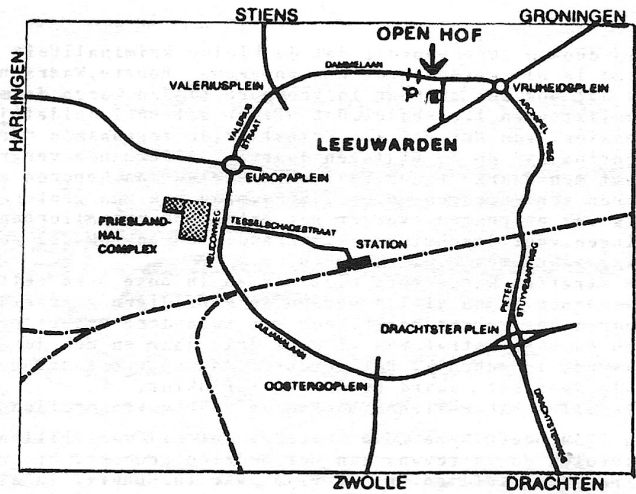 STIENS
GRONINGEN
OPEN HOF
DAMMELAAN
VALERIUSPLEIN
VRIJHEIDSPLEIN
P
HARLINGEN
VALERIUS
STRAAT
LEEUWARDEN
ARCHIPEL
WEG
EUROPAPLEIN
FRIESLAND-
HAL
COMPLEX
HELICONWEG
TESSELSCHADESTRAAT
STATION
PIETER
STUYVESANTWEG
JULIANALAAN
DRACHTSTER PLEIN
OOSTERGOPLEIN
DRACHTSTERWEG
ZWOLLE
DRACHTEN